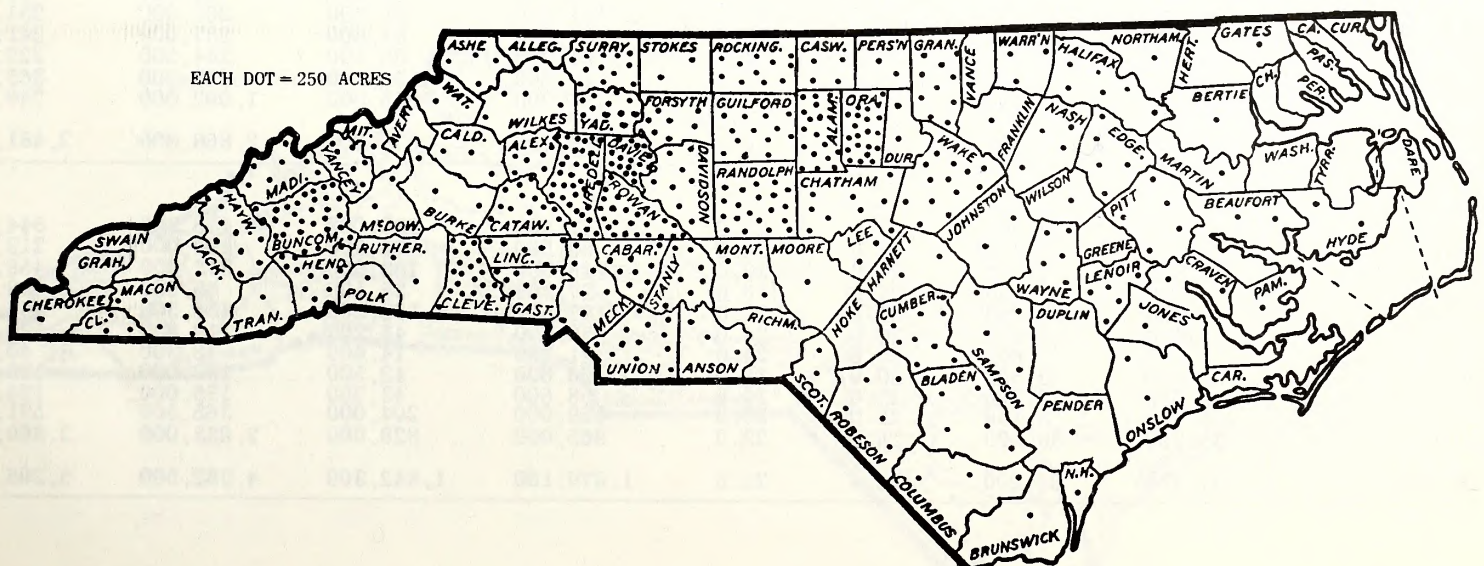 EACH DOT = 250 ACRES
ASHE
ALLEG.
SURRY
STOKES
ROCKING.
CASW.
PERS'N
GRAN.
VANCE
WARR'N
HALIFAX
NORTHAM.
HERT.
GATES
CA.
CUR.
PAS.
PER.
CH.
BERTIE
WAT.
WILKES
YAD.
FORSYTH
GUILFORD
ALAM.
ORA.
DUR.
WAKE
FRANKLIN
NASH
EDGE.
MARTIN
WASH.
TYRR.
DARE
MIT.
AVERY
CALD.
ALEX.
IREDELL
DAVIE
ROWAN
DAVIDSON
RANDOLPH
CHATHAM
JOHNSTON
WILSON
PITT
BEAUFORT
HYDE
MADI.
YANCEY
M<sup>c</sup>DOW.
BURKE
CATAW.
SWAIN
HAYW.
BUNCOM.
RUTHER.
LINC.
CABAR.
STANLY
MONT.
MOORE
LEE
HARNETT
GREENE
LENOIR
CRAVEN
PAM.
GRAH.
JACK.
HEND.
POLK
CLEVE.
GAST.
MECK.
CHEROKEE
MACON
CL.
TRAN.
UNION
ANSON
RICHM.
HOKE
CUMBER.
WAYNE
DUPLIN
JONES
CAR.
SCOT.
ROBESON
BLADEN
SAMPSON
PENDER
ONSLOW
COLUMBUS
N.H.
BRUNSWICK